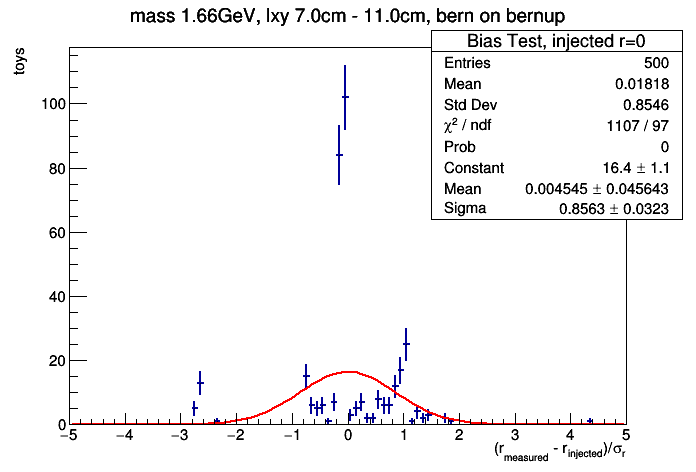 mass 1.66GeV, lxy 7.0cm - 11.0cm, bern on bernup
Bias Test, injected r=0
Entries 500
Mean 0.01818
Std Dev 0.8546
χ² / ndf 1107 / 97
Prob 0
Constant 16.4 ± 1.1
Mean 0.004545 ± 0.045643
Sigma 0.8563 ± 0.0323
toys
100
80
60
40
20
0
−5 −4 −3 −2 −1 0 1 2 3 4 5
(r_measured - r_injected)/σ_r